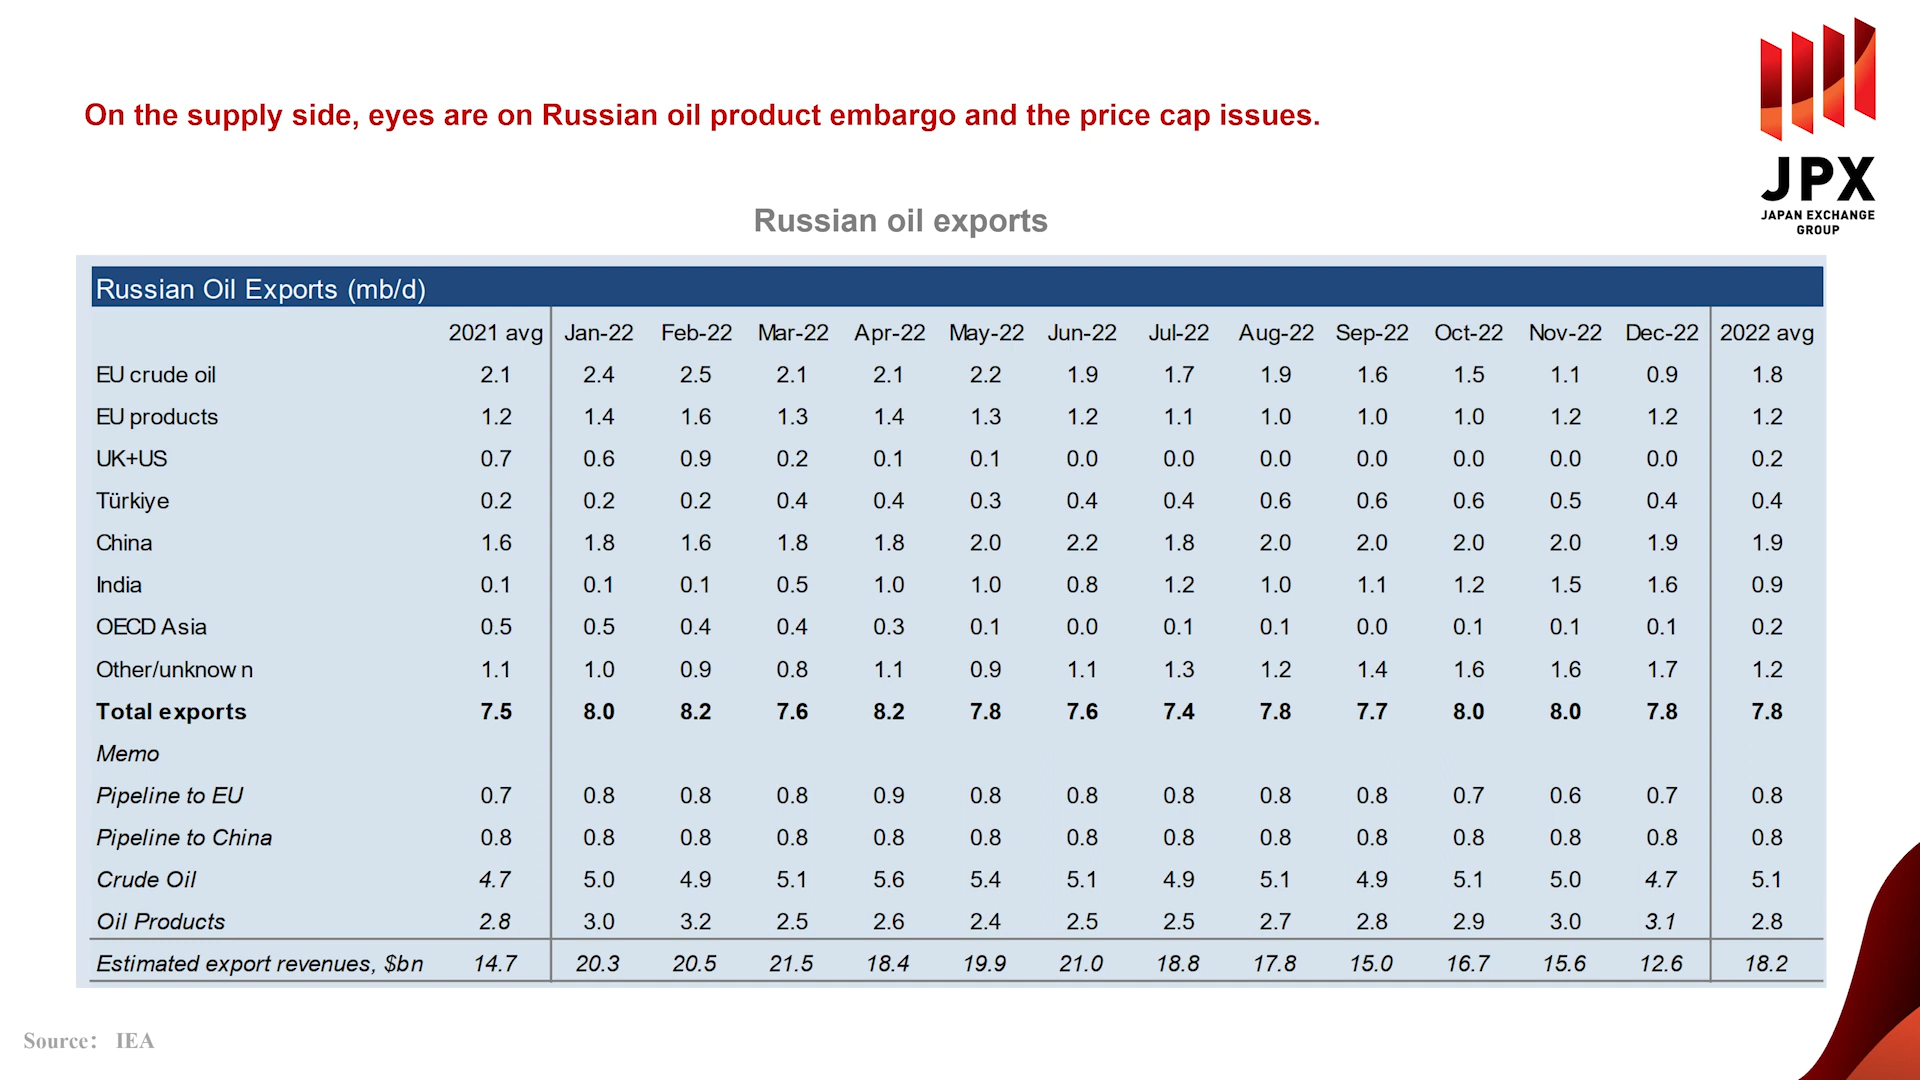 On the supply side, eyes are on Russian oil product embargo and the price cap issues.
JPX
JAPAN EXCHANGE
GROUP
Russian oil exports
Russian Oil Exports (mb/d)
2021 avg Jan-22 Feb-22 Mar-22 Apr-22 May-22 Jun-22 Jul-22 Aug-22 Sep-22 Oct-22 Nov-22 Dec-22 2022 avg
EU crude oil 2.1 2.4 2.5 2.1 2.1 2.2 1.9 1.7 1.9 1.6 1.5 1.1 0.9 1.8
EU products 1.2 1.4 1.6 1.3 1.4 1.3 1.2 1.1 1.0 1.0 1.0 1.2 1.2 1.2
UK+US 0.7 0.6 0.9 0.2 0.1 0.1 0.0 0.0 0.0 0.0 0.0 0.0 0.0 0.2
Türkiye 0.2 0.2 0.2 0.4 0.4 0.3 0.4 0.4 0.6 0.6 0.6 0.5 0.4 0.4
China 1.6 1.8 1.6 1.8 1.8 2.0 2.2 1.8 2.0 2.0 2.0 2.0 1.9 1.9
India 0.1 0.1 0.1 0.5 1.0 1.0 0.8 1.2 1.0 1.1 1.2 1.5 1.6 0.9
OECD Asia 0.5 0.5 0.4 0.4 0.3 0.1 0.0 0.1 0.1 0.0 0.1 0.1 0.1 0.2
Other/unknow n 1.1 1.0 0.9 0.8 1.1 0.9 1.1 1.3 1.2 1.4 1.6 1.6 1.7 1.2
Total exports 7.5 8.0 8.2 7.6 8.2 7.8 7.6 7.4 7.8 7.7 8.0 8.0 7.8 7.8
Memo
Pipeline to EU 0.7 0.8 0.8 0.8 0.9 0.8 0.8 0.8 0.8 0.8 0.7 0.6 0.7 0.8
Pipeline to China 0.8 0.8 0.8 0.8 0.8 0.8 0.8 0.8 0.8 0.8 0.8 0.8 0.8 0.8
Crude Oil 4.7 5.0 4.9 5.1 5.6 5.4 5.1 4.9 5.1 4.9 5.1 5.0 4.7 5.1
Oil Products 2.8 3.0 3.2 2.5 2.6 2.4 2.5 2.5 2.7 2.8 2.9 3.0 3.1 2.8
Estimated export revenues, $bn 14.7 20.3 20.5 21.5 18.4 19.9 21.0 18.8 17.8 15.0 16.7 15.6 12.6 18.2
Source： IEA